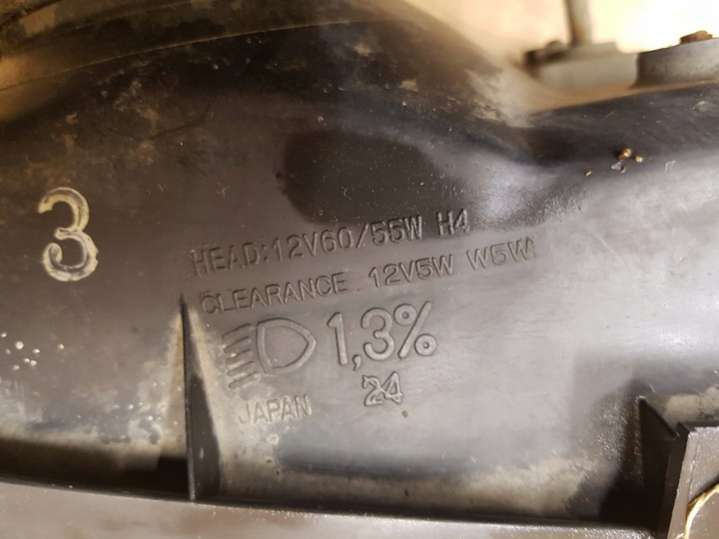 3
HEAD:12V60/55W H4
CLEARANCE 12V5W W5W
1,3%
JAPAN 24